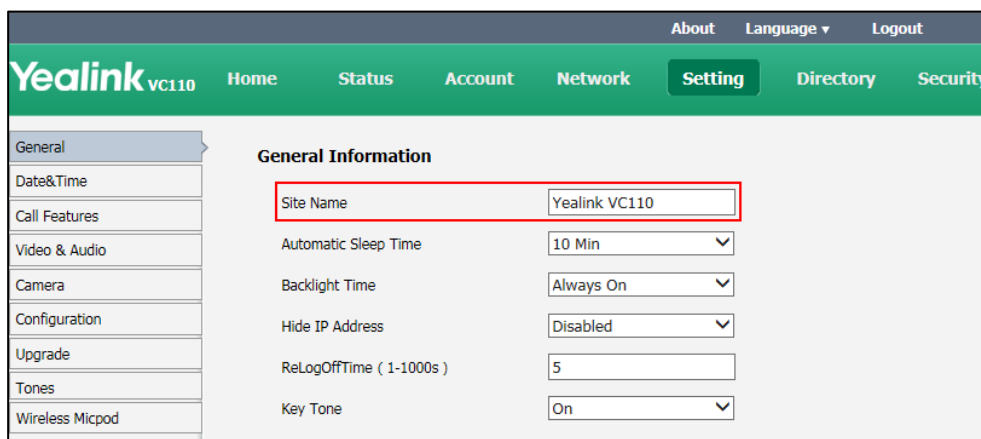 About Language ▾ Logout
Yealink VC110 Home Status Account Network Setting Directory Security
General
Date&Time
Call Features
Video & Audio
Camera
Configuration
Upgrade
Tones
Wireless Micpod
General Information
Site Name Yealink VC110
Automatic Sleep Time 10 Min
Backlight Time Always On
Hide IP Address Disabled
ReLogOffTime ( 1-1000s ) 5
Key Tone On